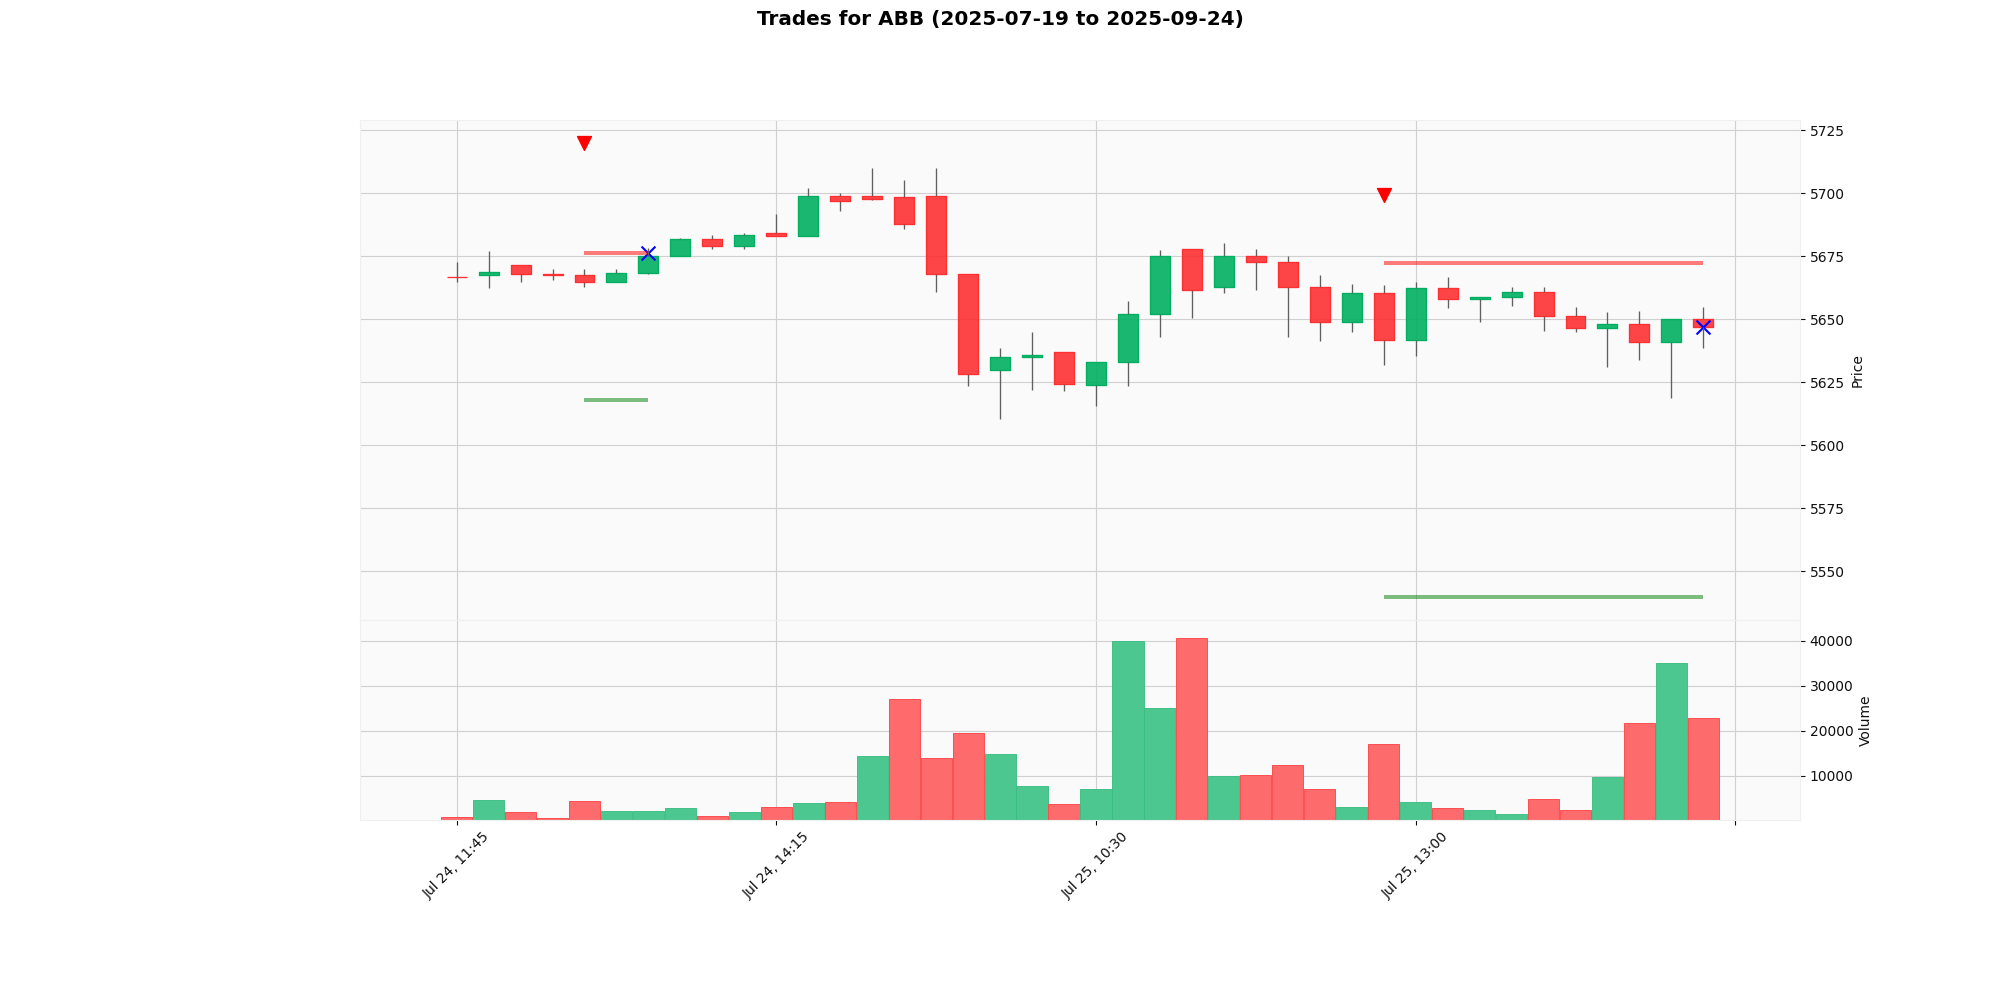 Trades for ABB (2025-07-19 to 2025-09-24)
5725
5700
5675
5650
5625
5600
5575
5550
Price
40000
30000
20000
10000
Volume
Jul 24, 11:45
Jul 24, 14:15
Jul 25, 10:30
Jul 25, 13:00